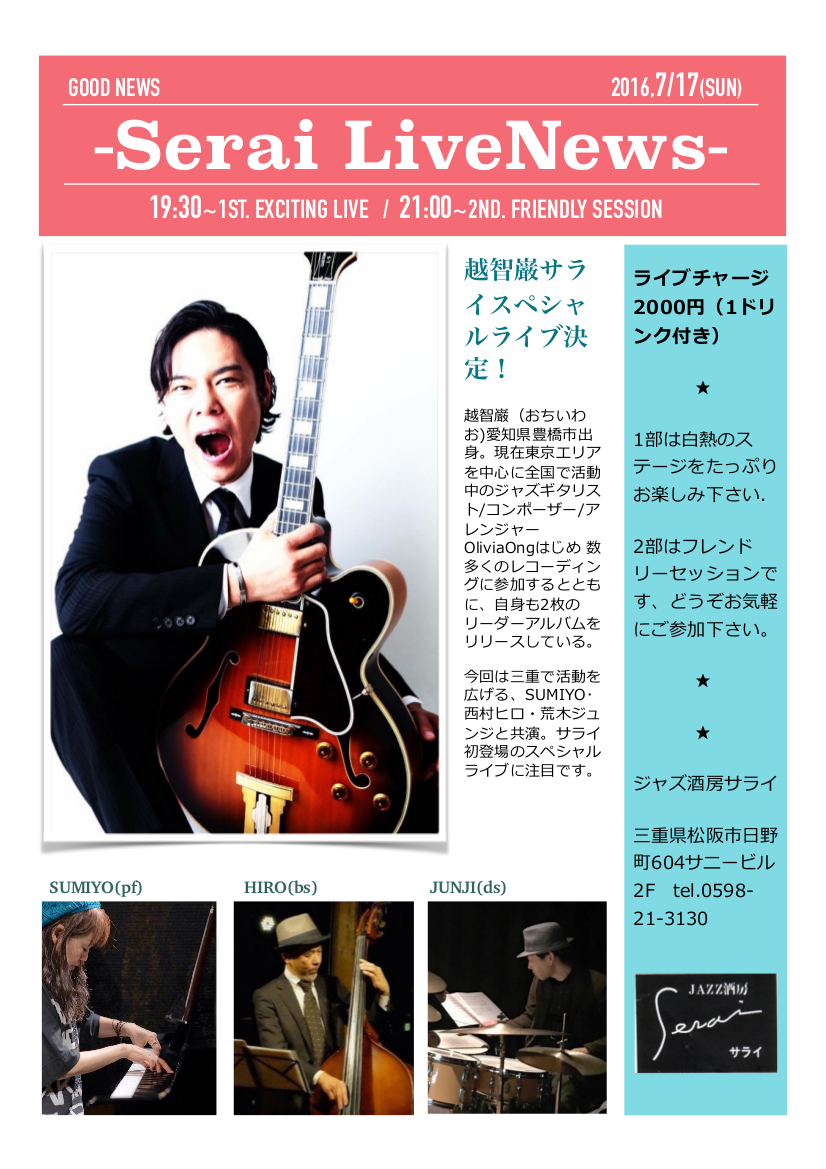 GOOD NEWS
2016,7/17(SUN)
-Serai LiveNews-
19:30~1ST. EXCITING LIVE / 21:00~2ND. FRIENDLY SESSION
越智巌サラ
イスペシャ
ルライブ決
定！
越智巌（おちいわ
お)愛知県豊橋市出
身。現在東京エリア
を中心に全国で活動
中のジャズギタリス
ト/コンポーザー/ア
レンジャー
OliviaOngはじめ 数
多くのレコーディン
グに参加するととも
に、自身も2枚の
リーダーアルバムを
リリースしている。
今回は三重で活動を
広げる、SUMIYO・
西村ヒロ・荒木ジュ
ンジと共演。サライ
初登場のスペシャル
ライブに注目です。
ライブチャージ
2000円（1ドリ
ンク付き）
★
1部は白熱のス
テージをたっぷり
お楽しみ下さい.
2部はフレンド
リーセッションで
す、どうぞお気軽
にご参加下さい。
★
★
ジャズ酒房サライ
三重県松阪市日野
町604サニービル
2F　tel.0598-
21-3130
JAZZ酒房
Serai
サライ
SUMIYO(pf)
HIRO(bs)
JUNJI(ds)